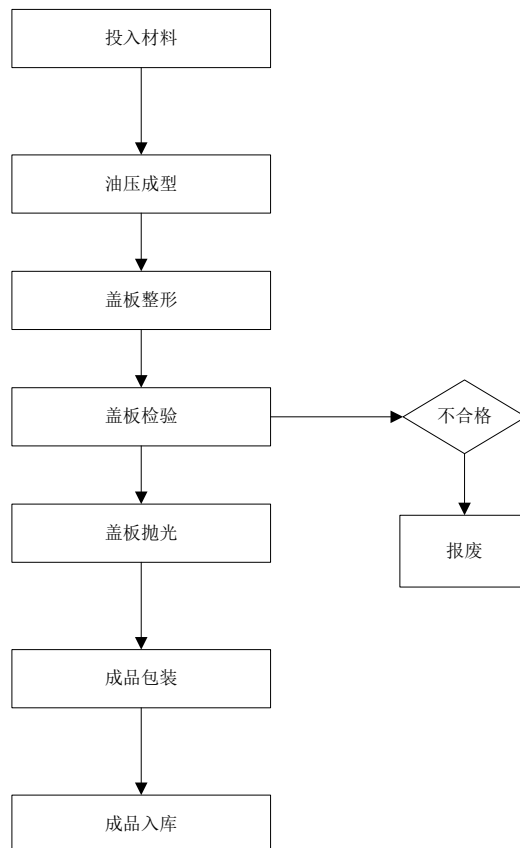 投入材料
油压成型
盖板整形
盖板检验
不合格
盖板抛光
报废
成品包装
成品入库